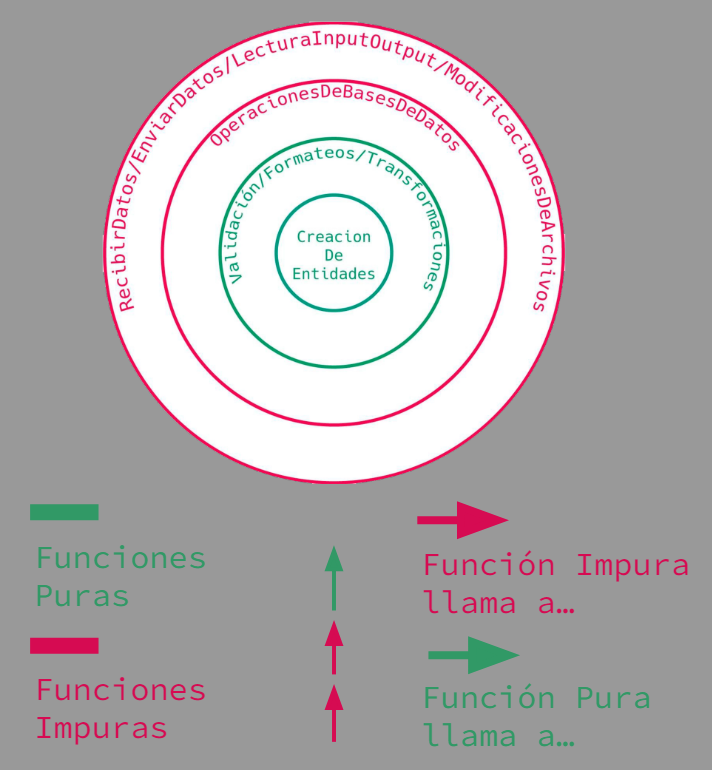 RecibirDatos/EnviarDatos/LecturaInputOutput/ModificacionesDeArchivos
OperacionesDeBasesDeDatos
Validación/Formateos/Transformaciones
Creacion
De
Entidades
Funciones
Puras
Función Impura
llama a…
Funciones
Impuras
Función Pura
llama a…